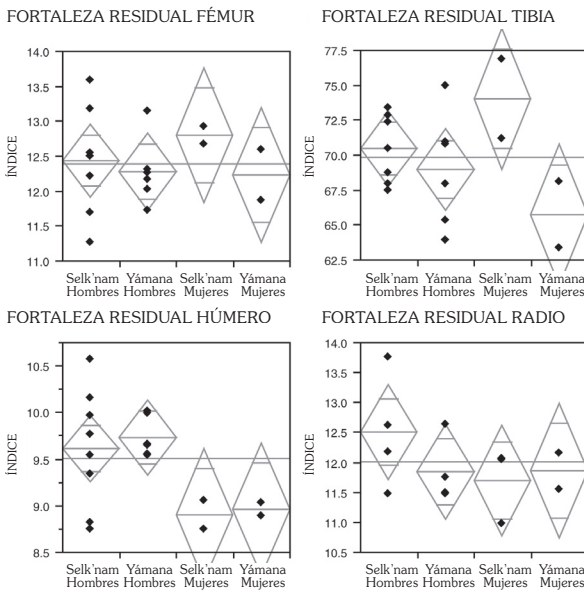 FORTALEZA RESIDUAL FÉMUR
14.0
13.5
13.0
12.5
12.0
11.5
11.0
ÍNDICE
Selk'nam Yámana Selk'nam Yámana
Hombres Hombres Mujeres Mujeres
FORTALEZA RESIDUAL TIBIA
77.5
75.0
72.5
70.0
67.5
65.0
62.5
ÍNDICE
Selk'nam Yámana Selk'nam Yámana
Hombres Hombres Mujeres Mujeres
FORTALEZA RESIDUAL HÚMERO
10.5
10.0
9.5
9.0
8.5
ÍNDICE
Selk'nam Yámana Selk'nam Yámana
Hombres Hombres Mujeres Mujeres
FORTALEZA RESIDUAL RADIO
14.0
13.5
13.0
12.5
12.0
11.5
11.0
10.5
ÍNDICE
Selk'nam Yámana Selk'nam Yámana
Hombres Hombres Mujeres Mujeres